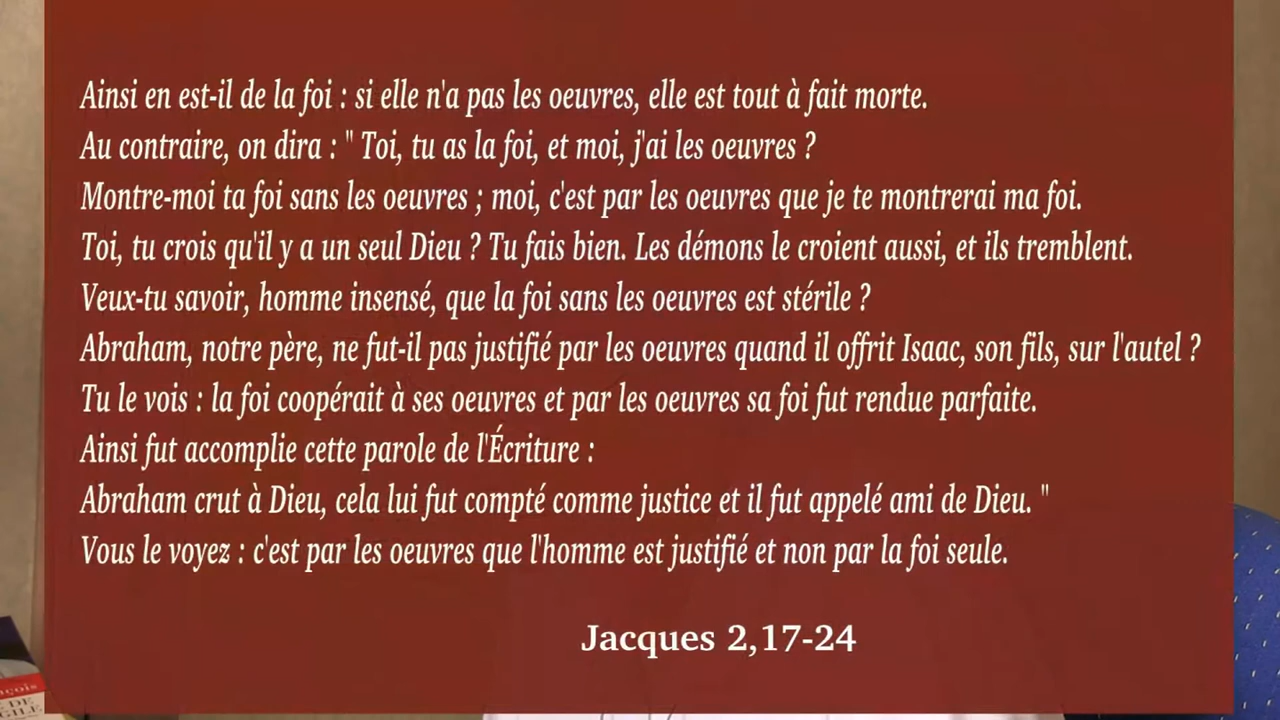 Ainsi en est-il de la foi : si elle n'a pas les oeuvres, elle est tout à fait morte.
Au contraire, on dira : " Toi, tu as la foi, et moi, j'ai les oeuvres ?
Montre-moi ta foi sans les oeuvres ; moi, c'est par les oeuvres que je te montrerai ma foi.
Toi, tu crois qu'il y a un seul Dieu ? Tu fais bien. Les démons le croient aussi, et ils tremblent.
Veux-tu savoir, homme insensé, que la foi sans les oeuvres est stérile ?
Abraham, notre père, ne fut-il pas justifié par les oeuvres quand il offrit Isaac, son fils, sur l'autel ?
Tu le vois : la foi coopérait à ses oeuvres et par les oeuvres sa foi fut rendue parfaite.
Ainsi fut accomplie cette parole de l'Écriture :
Abraham crut à Dieu, cela lui fut compté comme justice et il fut appelé ami de Dieu. "
Vous le voyez : c'est par les oeuvres que l'homme est justifié et non par la foi seule.
Jacques 2,17-24